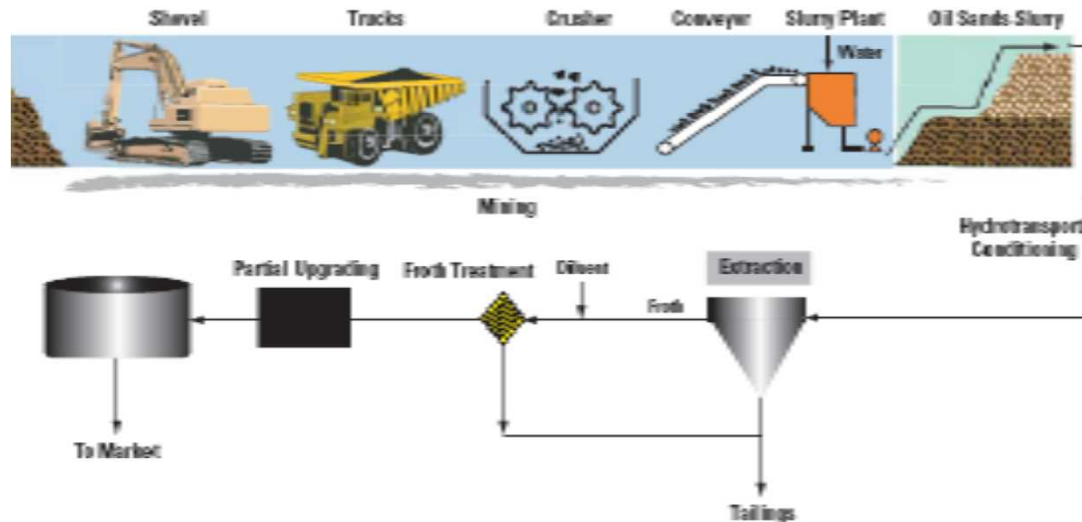 Shovel
Trucks
Crusher
Conveyer
Slurry Plant
Oil Sands Slurry
Water
Mining
Hydrotransport
Conditioning
Partial Upgrading
Froth Treatment
Diluent
Extraction
Froth
To Market
Tailings